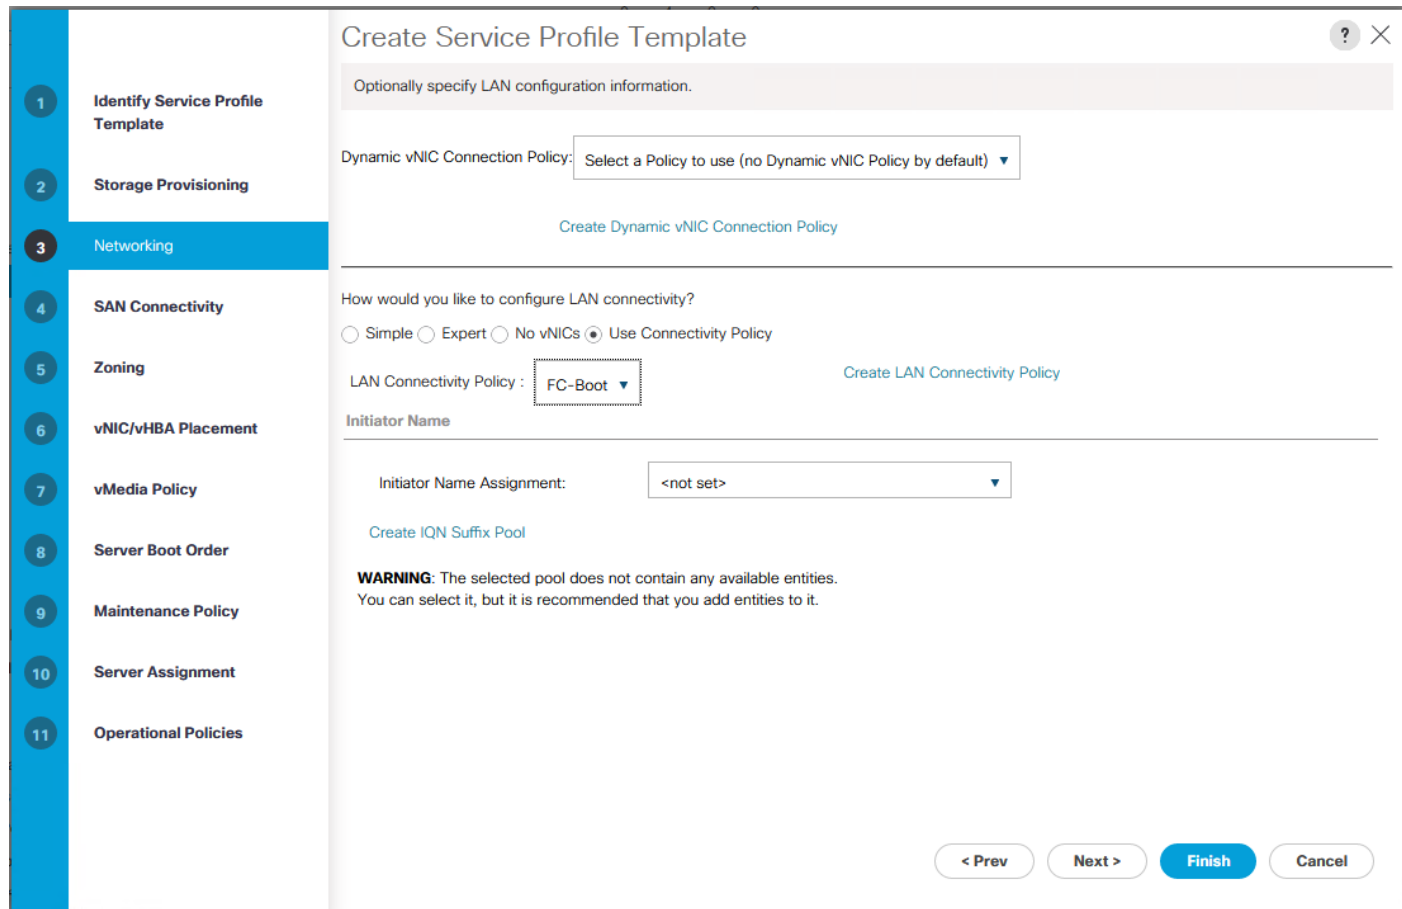 Create Service Profile Template
?
Optionally specify LAN configuration information.
1
Identify Service Profile
Template
2
Storage Provisioning
3
Networking
4
SAN Connectivity
5
Zoning
6
vNIC/vHBA Placement
7
vMedia Policy
8
Server Boot Order
9
Maintenance Policy
10
Server Assignment
11
Operational Policies
Dynamic vNIC Connection Policy: Select a Policy to use (no Dynamic vNIC Policy by default)
Create Dynamic vNIC Connection Policy
How would you like to configure LAN connectivity?
Simple Expert No vNICs Use Connectivity Policy
LAN Connectivity Policy : FC-Boot Create LAN Connectivity Policy
Initiator Name
Initiator Name Assignment: <not set>
Create IQN Suffix Pool
WARNING: The selected pool does not contain any available entities.
You can select it, but it is recommended that you add entities to it.
< Prev Next > Finish Cancel